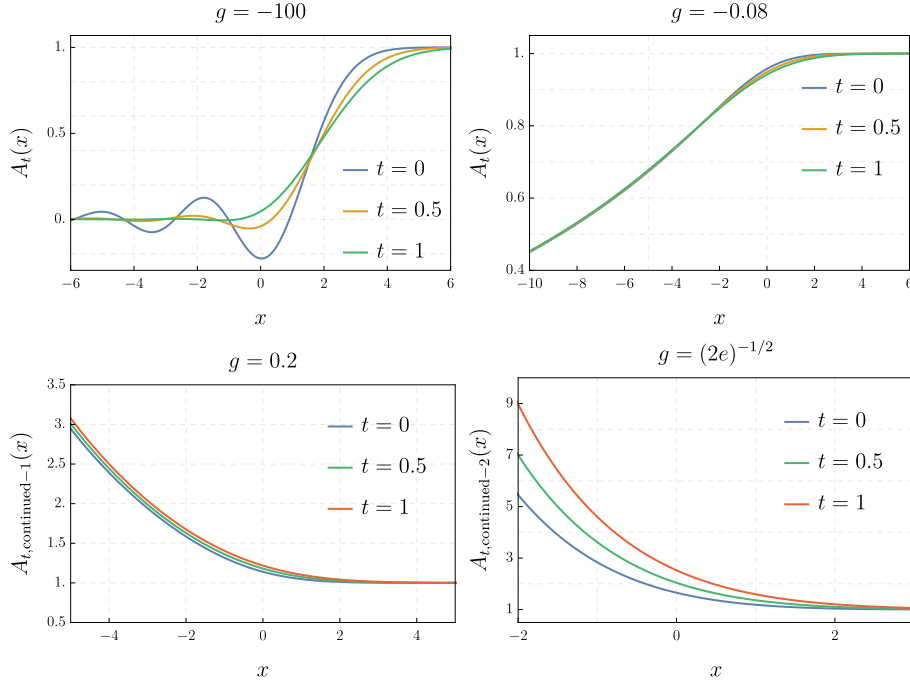 g = −100
1.
0.5
0.
−6 −4 −2 0 2 4 6
A_t(x)
x
t = 0
t = 0.5
t = 1
g = −0.08
1.
0.8
0.6
0.4
−10 −8 −6 −4 −2 0 2 4 6
A_t(x)
x
t = 0
t = 0.5
t = 1
g = 0.2
3.5
3.
2.5
2.
1.5
1.
0.5
−4 −2 0 2 4
A_{t,continued−1}(x)
x
t = 0
t = 0.5
t = 1
g = (2e)^{−1/2}
9
7
5
3
1
−2 0 2
A_{t,continued−2}(x)
x
t = 0
t = 0.5
t = 1